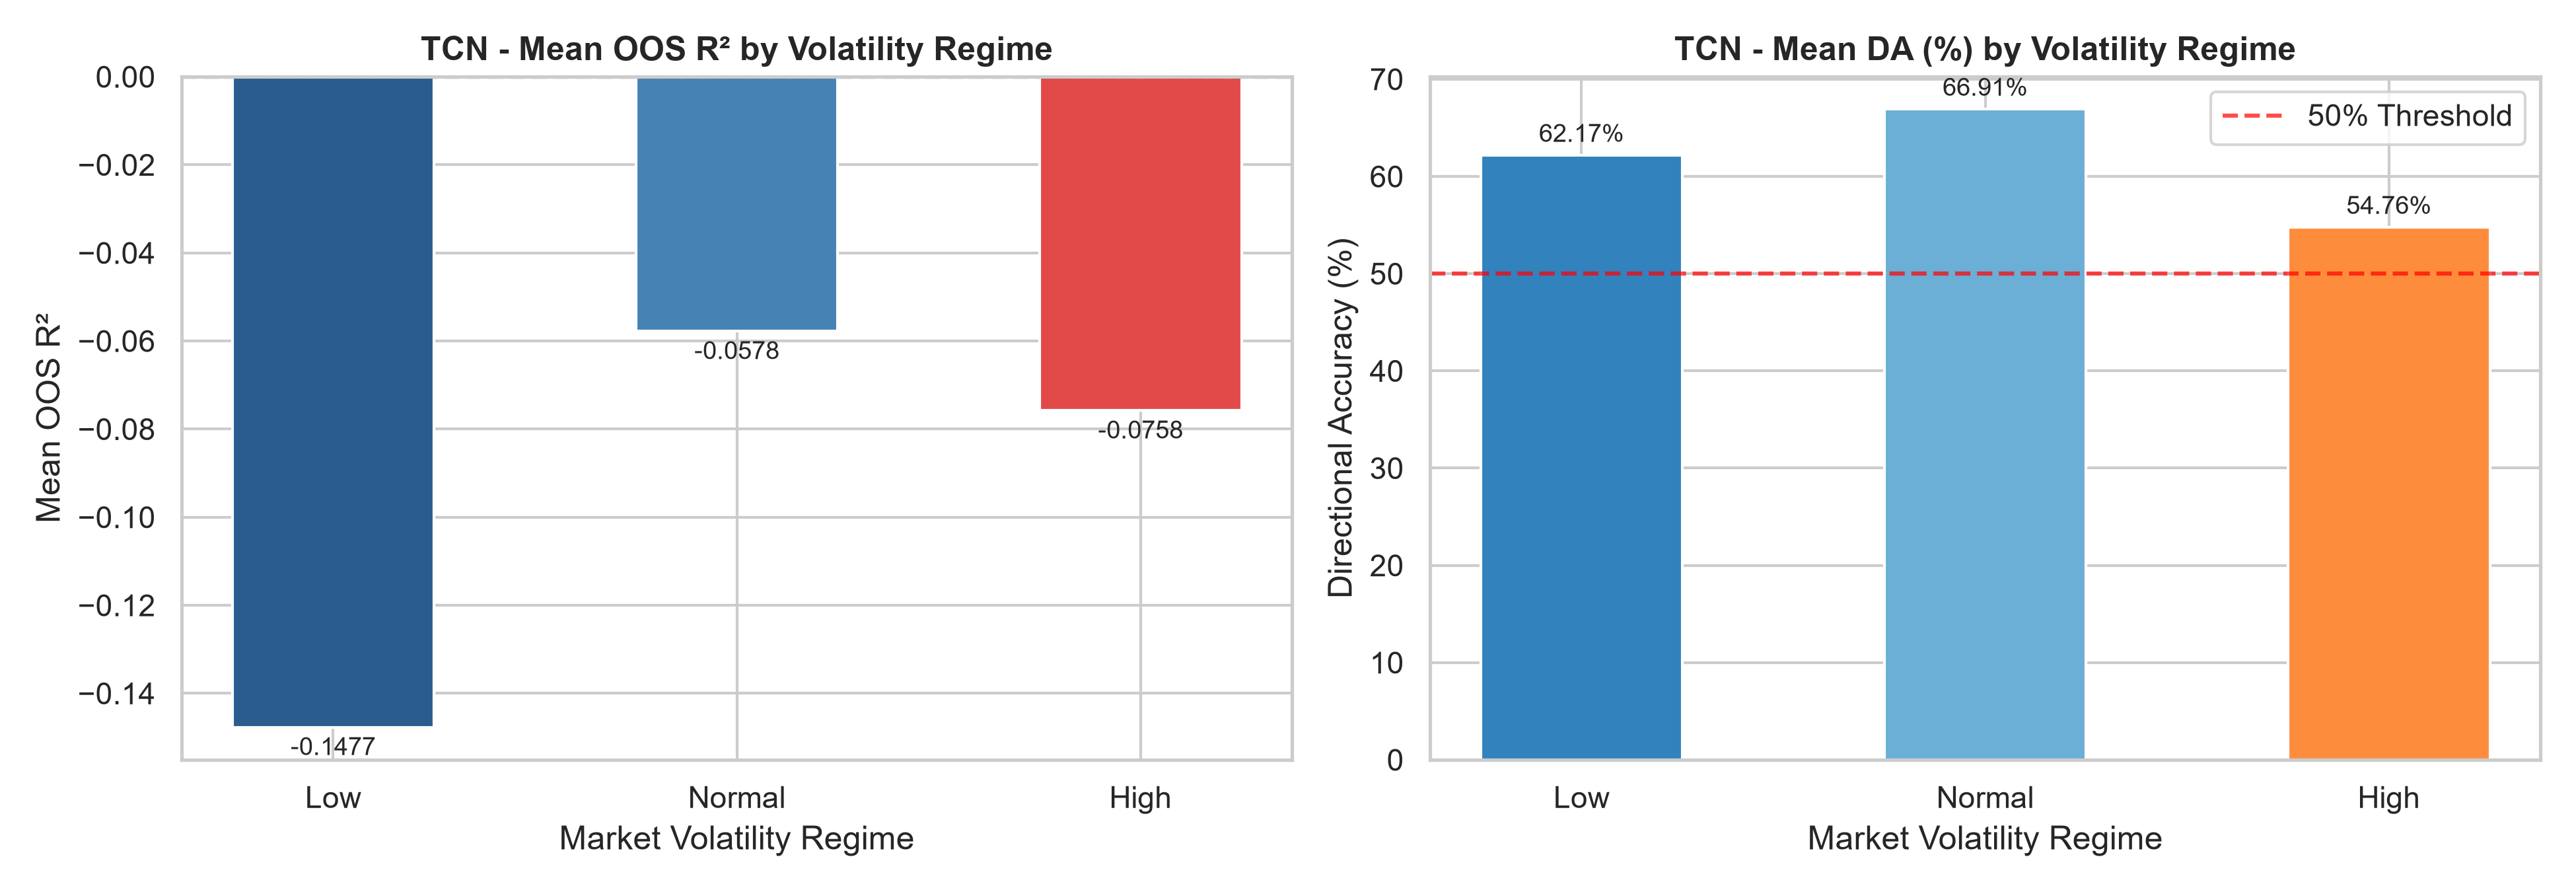 TCN - Mean OOS R² by Volatility Regime
Mean OOS R²
0.00
−0.02
−0.04
−0.06
−0.08
−0.10
−0.12
−0.14
-0.1477
-0.0578
-0.0758
Low
Normal
High
Market Volatility Regime
TCN - Mean DA (%) by Volatility Regime
Directional Accuracy (%)
70
60
50
40
30
20
10
0
62.17%
66.91%
54.76%
50% Threshold
Low
Normal
High
Market Volatility Regime